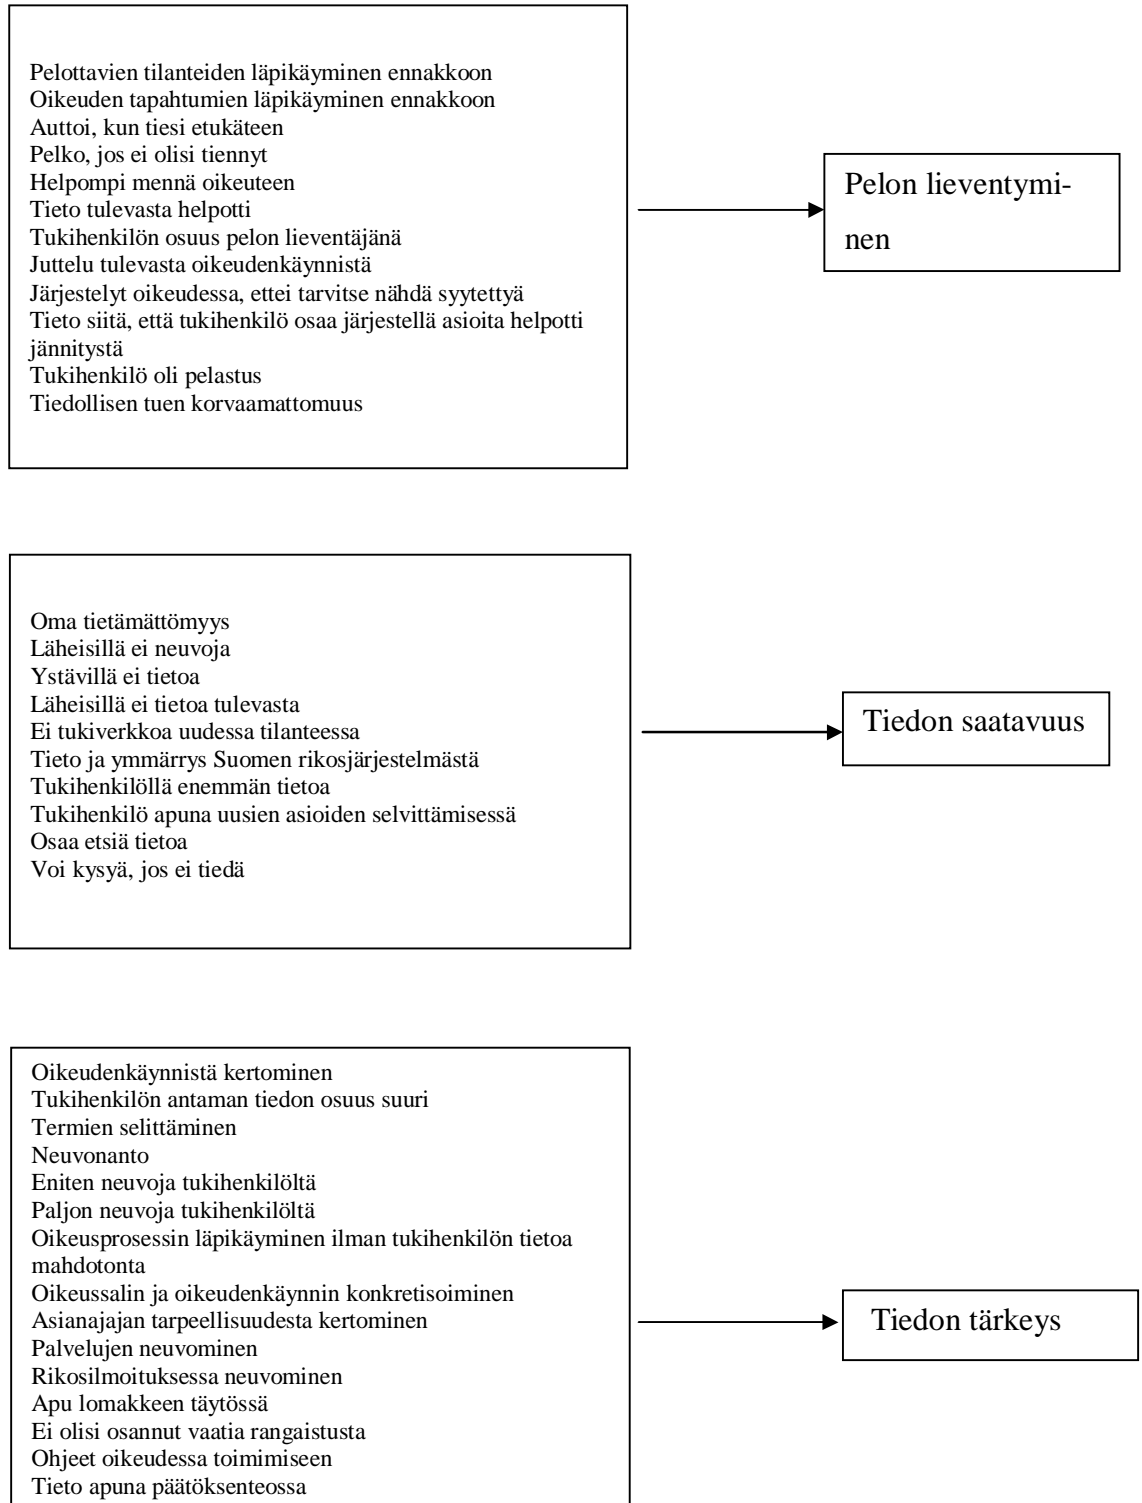 Pelottavien tilanteiden läpikäyminen ennakkoon
Oikeuden tapahtumien läpikäyminen ennakkoon
Auttoi, kun tiesi etukäteen
Pelko, jos ei olisi tiennyt
Helpompi mennä oikeuteen
Tieto tulevasta helpotti
Tukihenkilön osuus pelon lieventäjänä
Juttelu tulevasta oikeudenkäynnistä
Järjestelyt oikeudessa, ettei tarvitse nähdä syytettyä
Tieto siitä, että tukihenkilö osaa järjestellä asioita helpotti
jännitystä
Tukihenkilö oli pelastus
Tiedollisen tuen korvaamattomuus
Pelon lieventymi-
nen
Oma tietämättömyys
Läheisillä ei neuvoja
Ystävillä ei tietoa
Läheisillä ei tietoa tulevasta
Ei tukiverkkoa uudessa tilanteessa
Tieto ja ymmärrys Suomen rikosjärjestelmästä
Tukihenkilöllä enemmän tietoa
Tukihenkilö apuna uusien asioiden selvittämisessä
Osaa etsiä tietoa
Voi kysyä, jos ei tiedä
Tiedon saatavuus
Oikeudenkäynnistä kertominen
Tukihenkilön antaman tiedon osuus suuri
Termien selittäminen
Neuvonanto
Eniten neuvoja tukihenkilöltä
Paljon neuvoja tukihenkilöltä
Oikeusprosessin läpikäyminen ilman tukihenkilön tietoa
mahdotonta
Oikeussalin ja oikeudenkäynnin konkretisoiminen
Asianajajan tarpeellisuudesta kertominen
Palvelujen neuvominen
Rikosilmoituksessa neuvominen
Apu lomakkeen täytössä
Ei olisi osannut vaatia rangaistusta
Ohjeet oikeudessa toimimiseen
Tieto apuna päätöksenteossa
Tiedon tärkeys